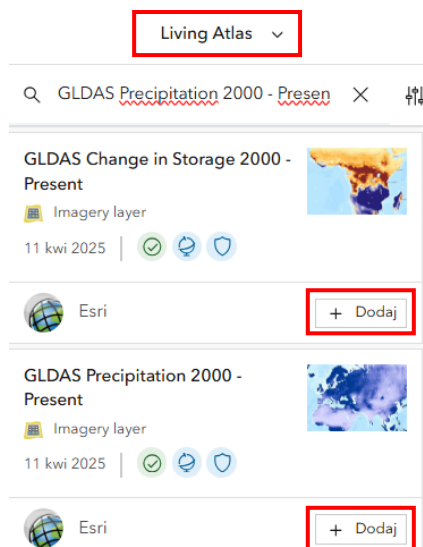 Living Atlas
GLDAS Precipitation 2000 - Presen
GLDAS Change in Storage 2000 -
Present
Imagery layer
11 kwi 2025
Esri
+ Dodaj
GLDAS Precipitation 2000 -
Present
Imagery layer
11 kwi 2025
Esri
+ Dodaj